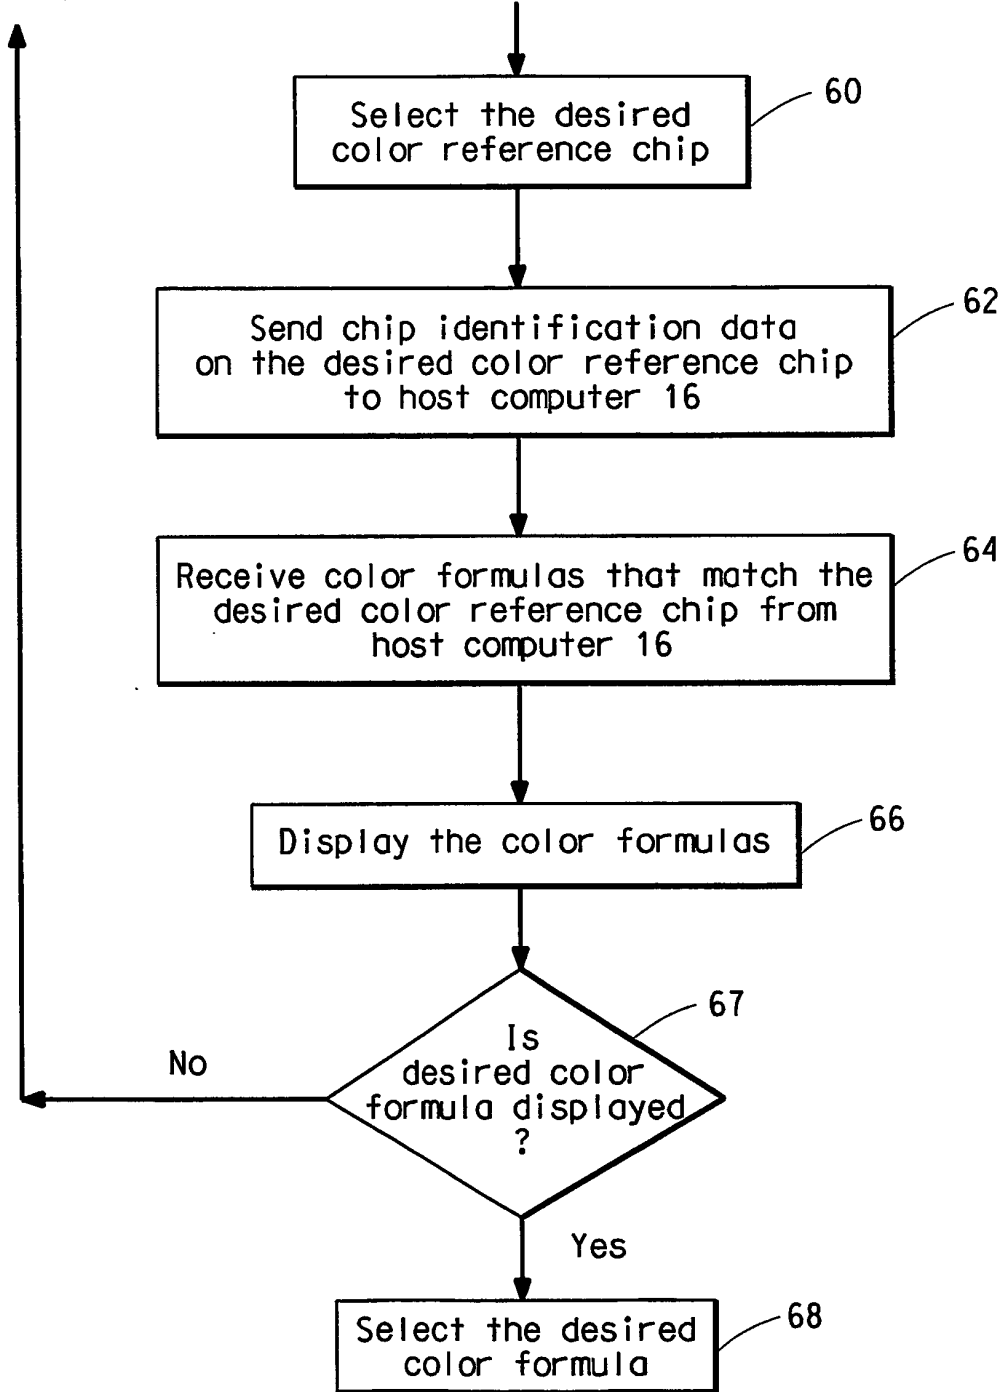 60
Select the desired
color reference chip
62
Send chip identification data
on the desired color reference chip
to host computer 16
64
Receive color formulas that match the
desired color reference chip from
host computer 16
66
Display the color formulas
67
Is
desired color
formula displayed
?
No
Yes
68
Select the desired
color formula